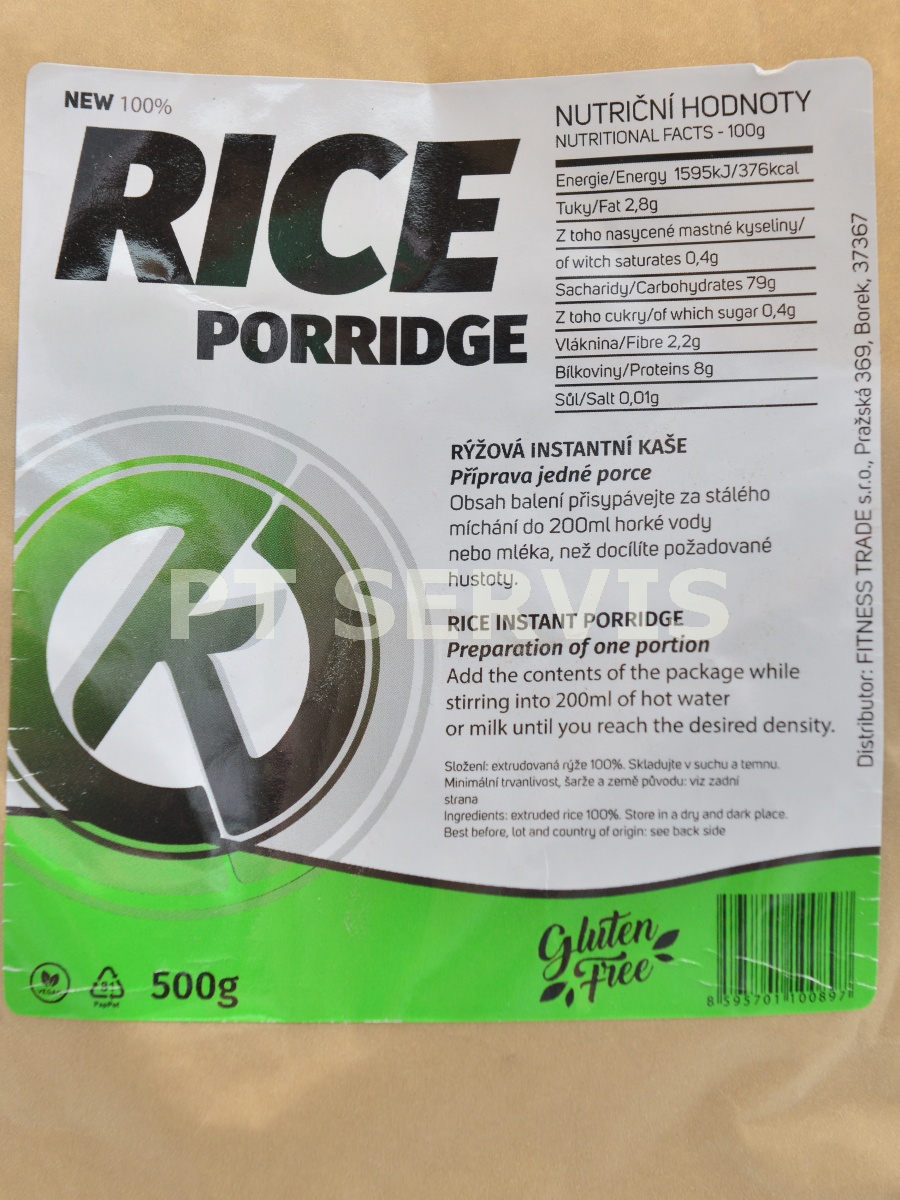 NEW 100%
RICE
PORRIDGE
NUTRIČNÍ HODNOTY
NUTRITIONAL FACTS - 100g
Energie/Energy 1595kJ/376kcal
Tuky/Fat 2,8g
Z toho nasycené mastné kyseliny/
of witch saturates 0,4g
Sacharidy/Carbohydrates 79g
Z toho cukry/of which sugar 0,4g
Vláknina/Fibre 2,2g
Bílkoviny/Proteins 8g
Sůl/Salt 0,01g
RÝŽOVÁ INSTANTNÍ KAŠE
Příprava jedné porce
Obsah balení přisypávejte za stálého
míchání do 200ml horké vody
nebo mléka, než docílíte požadované
hustoty.
PT SERVIS
RICE INSTANT PORRIDGE
Preparation of one portion
Add the contents of the package while
stirring into 200ml of hot water
or milk until you reach the desired density.
Složení: extrudovaná rýže 100%. Skladujte v suchu a temnu.
Minimální trvanlivost, šarže a země původu: viz zadní
strana
Ingredients: extruded rice 100%. Store in a dry and dark place.
Best before, lot and country of origin: see back side
Distributor: FITNESS TRADE s.r.o., Pražská 369, Borek, 37367
VEGAN
81
PapPet
500g
Gluten
Free
8 595701 100897